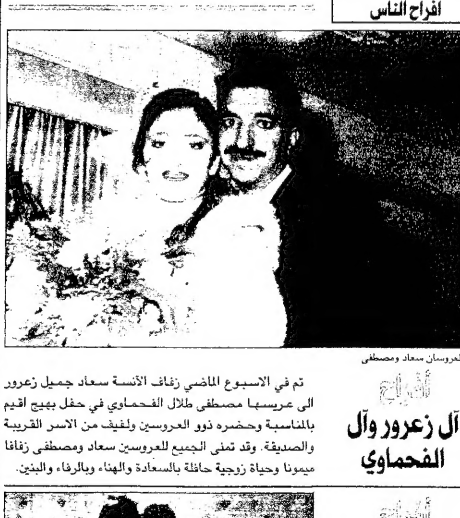 افراح الناس
العروسان سعاد ومصطفى
أفراح
آل زعرور وآل
الفحماوي
تم في الاسبوع الماضي زفاف الآنسة سعاد جميل زعرور
الى عريسها مصطفى طلال الفحماوي في حفل بهيج اقيم
بالمناسبة وحضره ذوو العروسين ولفيف من الاسر القريبة
والصديقة. وقد تمنى الجميع للعروسين سعاد ومصطفى زفافا
ميمونا وحياة زوجية حافلة بالسعادة والهناء وبالرفاء والبنين.
أفراح